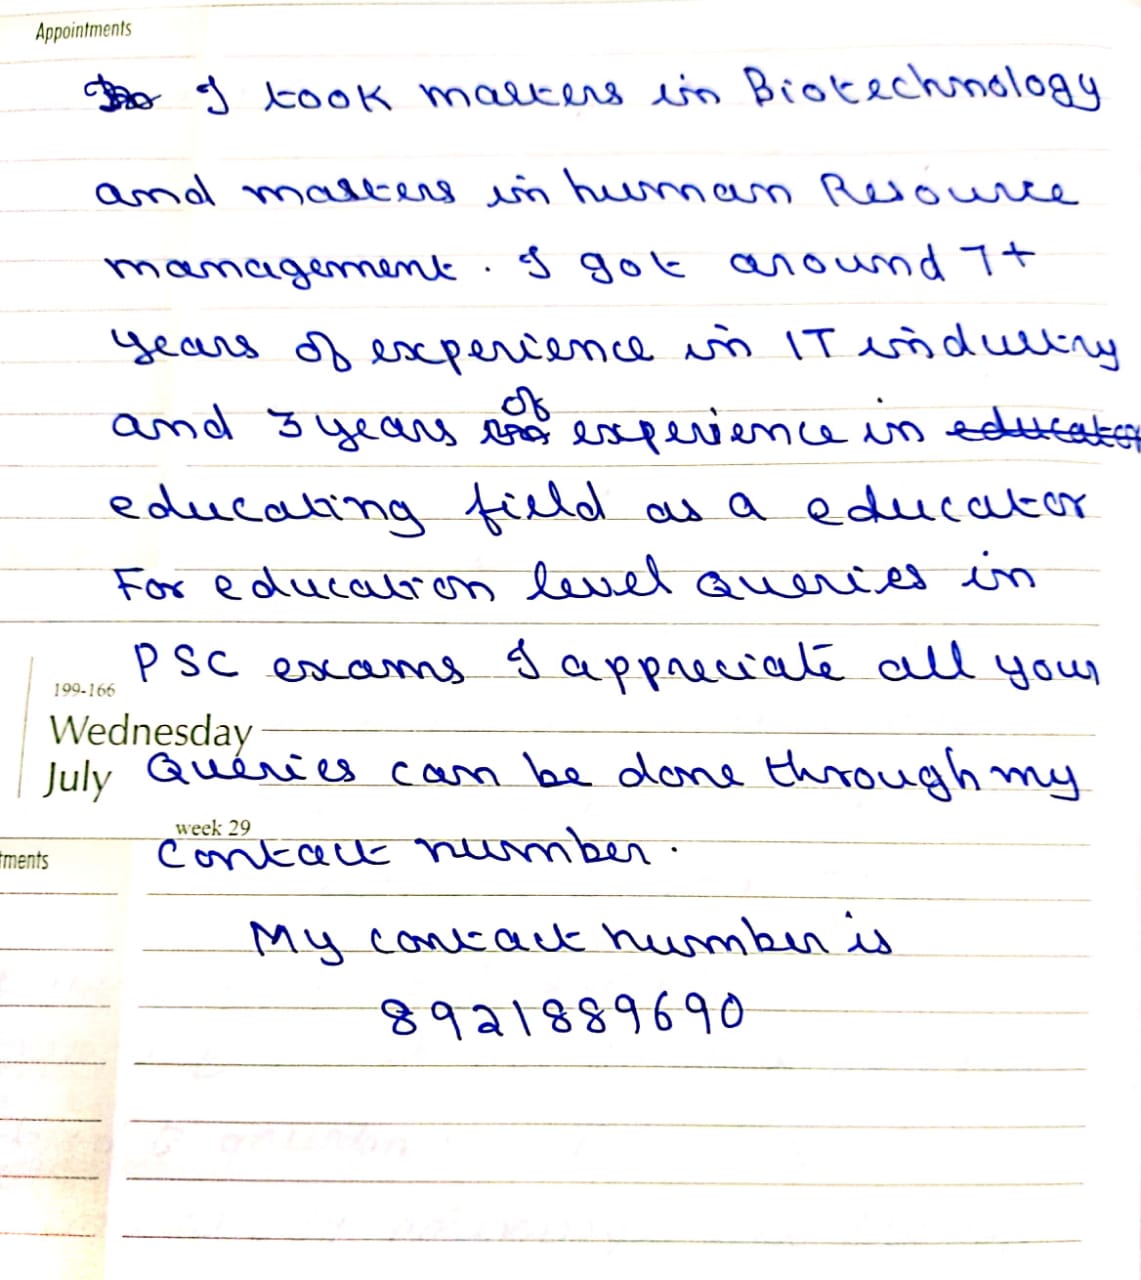 Appointments
I took masters in Biotechnology
and masters in human Resource
management. I got around 7+
years of experience in IT industry
and 3 years of experience in educator
educating field as a educator
For education level queries in
PSC exams I appreciate all your
199-166
Wednesday
July Queries can be done through my
week 29
tments contact number.
My contact number is
8921889690